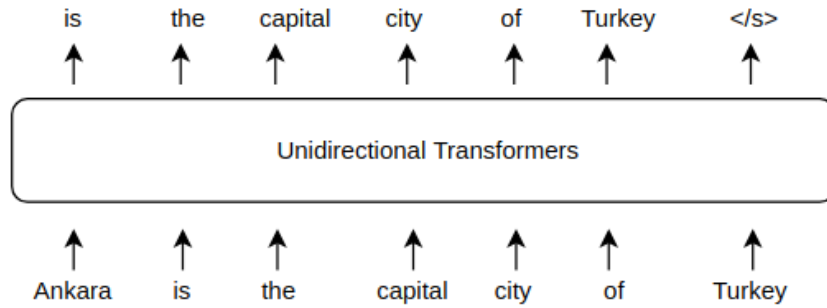 is the capital city of Turkey </s>
Unidirectional Transformers
Ankara is the capital city of Turkey